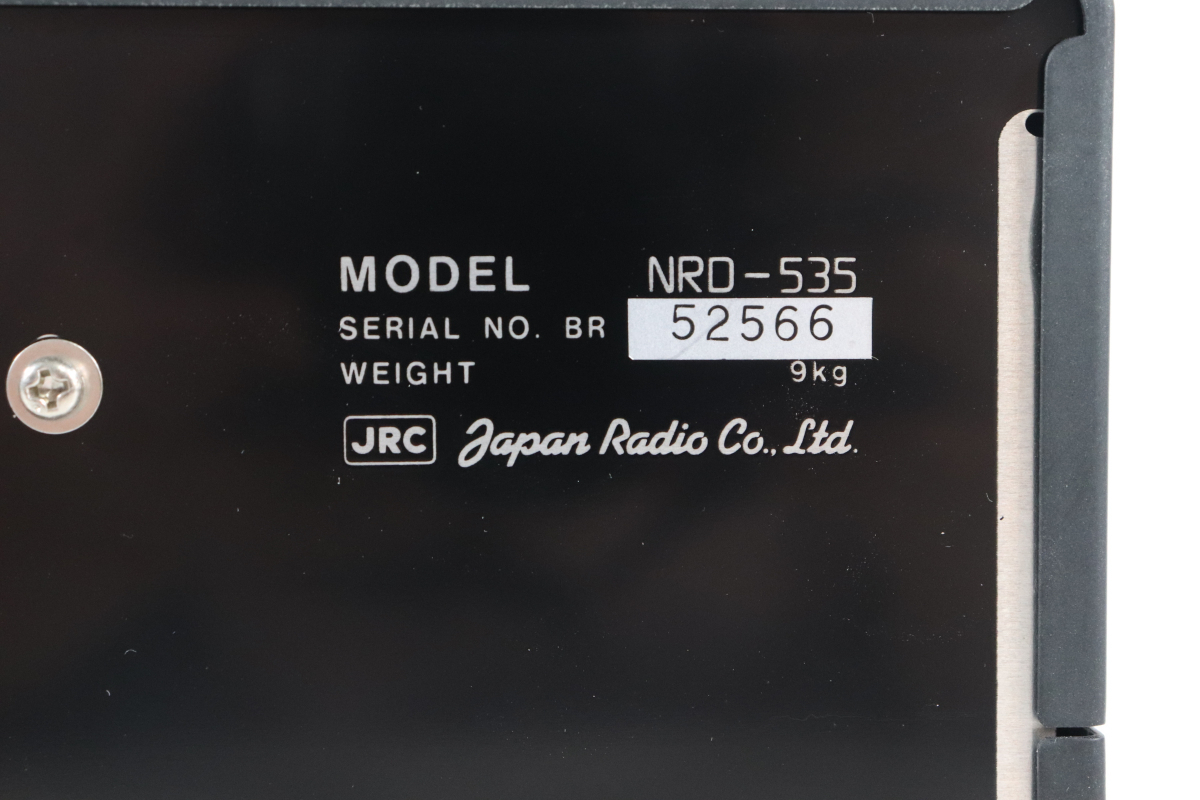 MODEL NRD-535
SERIAL NO. BR 52566
WEIGHT 9kg
JRC Japan Radio Co., Ltd.